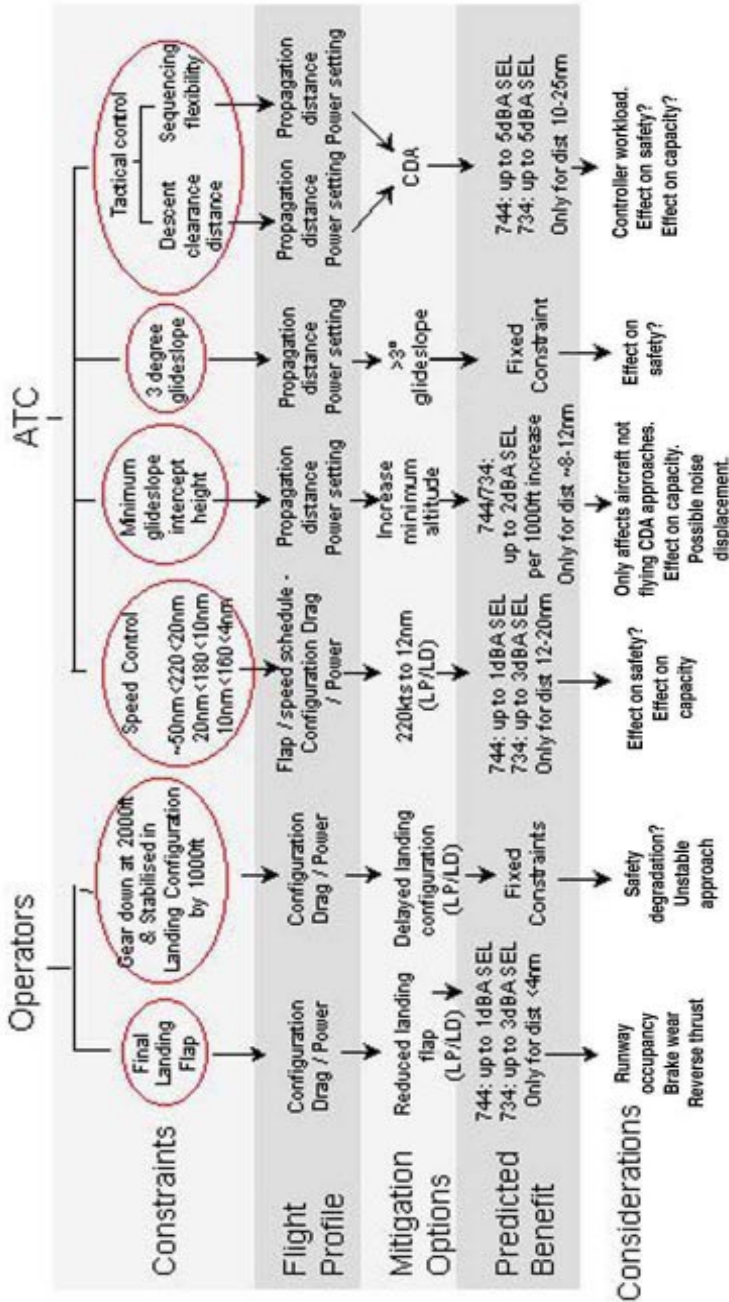 Operators
ATC
Constraints
Final
Landing
Flap
Gear down at 2000ft
& Stabilised in
Landing Configuration
by 1000ft
Speed Control
~50nm <220 <20nm
20nm <180 <10nm
10nm <160 <4nm
Minimum
glideslope
intercept
height
3 degree
glideslope
Tactical control
Descent
clearance
distance
Sequencing
flexibility
Flight
Profile
Configuration
Drag / Power
Configuration
Drag / Power
Flap / speed schedule -
Configuration Drag
/ Power
Propagation
distance
Power setting
Propagation
distance
Power setting
Propagation
distance
Power setting
Propagation
distance
Power setting
Mitigation
Options
Reduced landing
flap
(LP/LD)
Delayed landing
configuration
(LP/LD)
220kts to 12nm
(LP/LD)
Increase
minimum
altitude
>3º
glideslope
CDA
Predicted
Benefit
744: up to 1dBA SEL
734: up to 3dBA SEL
Only for dist <4nm
Fixed
Constraints
744: up to 1dBA SEL
734: up to 3dBA SEL
Only for dist 12-20nm
744/734:
up to 2dBA SEL
per 1000ft increase
Only for dist ~8-12nm
Fixed
Constraint
744: up to 5dBA SEL
734: up to 5dBA SEL
Only for dist 10-25nm
Considerations
Runway
occupancy
Brake wear
Reverse thrust
Safety
degradation?
Unstable
approach
Effect on safety?
Effect on
capacity
Only affects aircraft not
flying CDA approaches.
Effect on capacity.
Possible noise
displacement.
Effect on
safety?
Controller workload.
Effect on safety?
Effect on capacity?